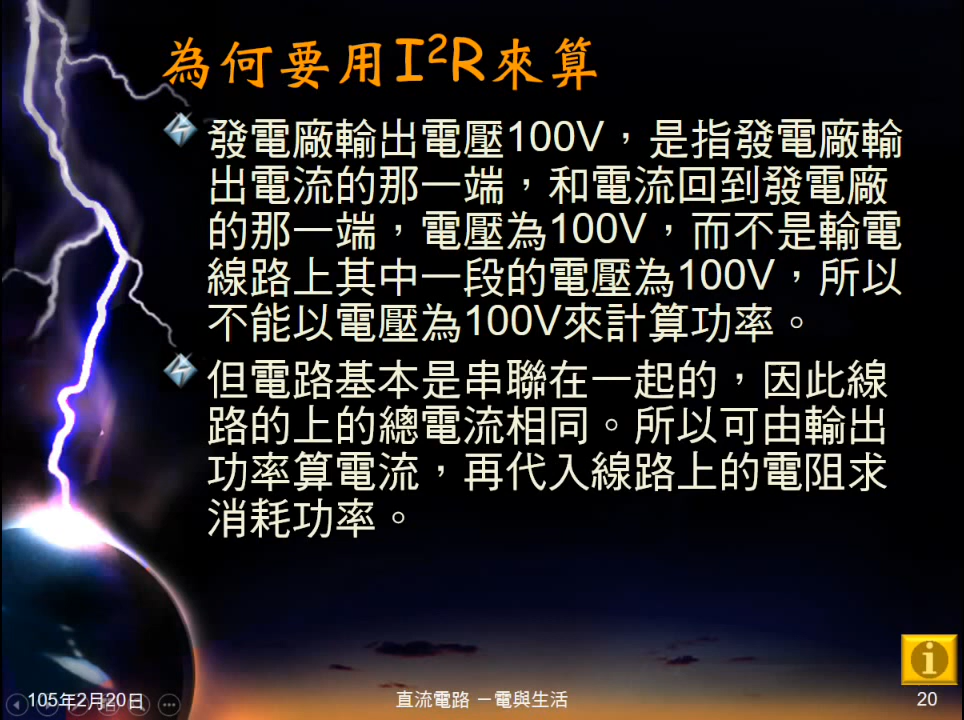 為何要用I²R來算
發電廠輸出電壓100V，是指發電廠輸
出電流的那一端，和電流回到發電廠
的那一端，電壓為100V，而不是輸電
線路上其中一段的電壓為100V，所以
不能以電壓為100V來計算功率。
但電路基本是串聯在一起的，因此線
路的上的總電流相同。所以可由輸出
功率算電流，再代入線路上的電阻求
消耗功率。
105年2月20日
直流電路 －電與生活
20